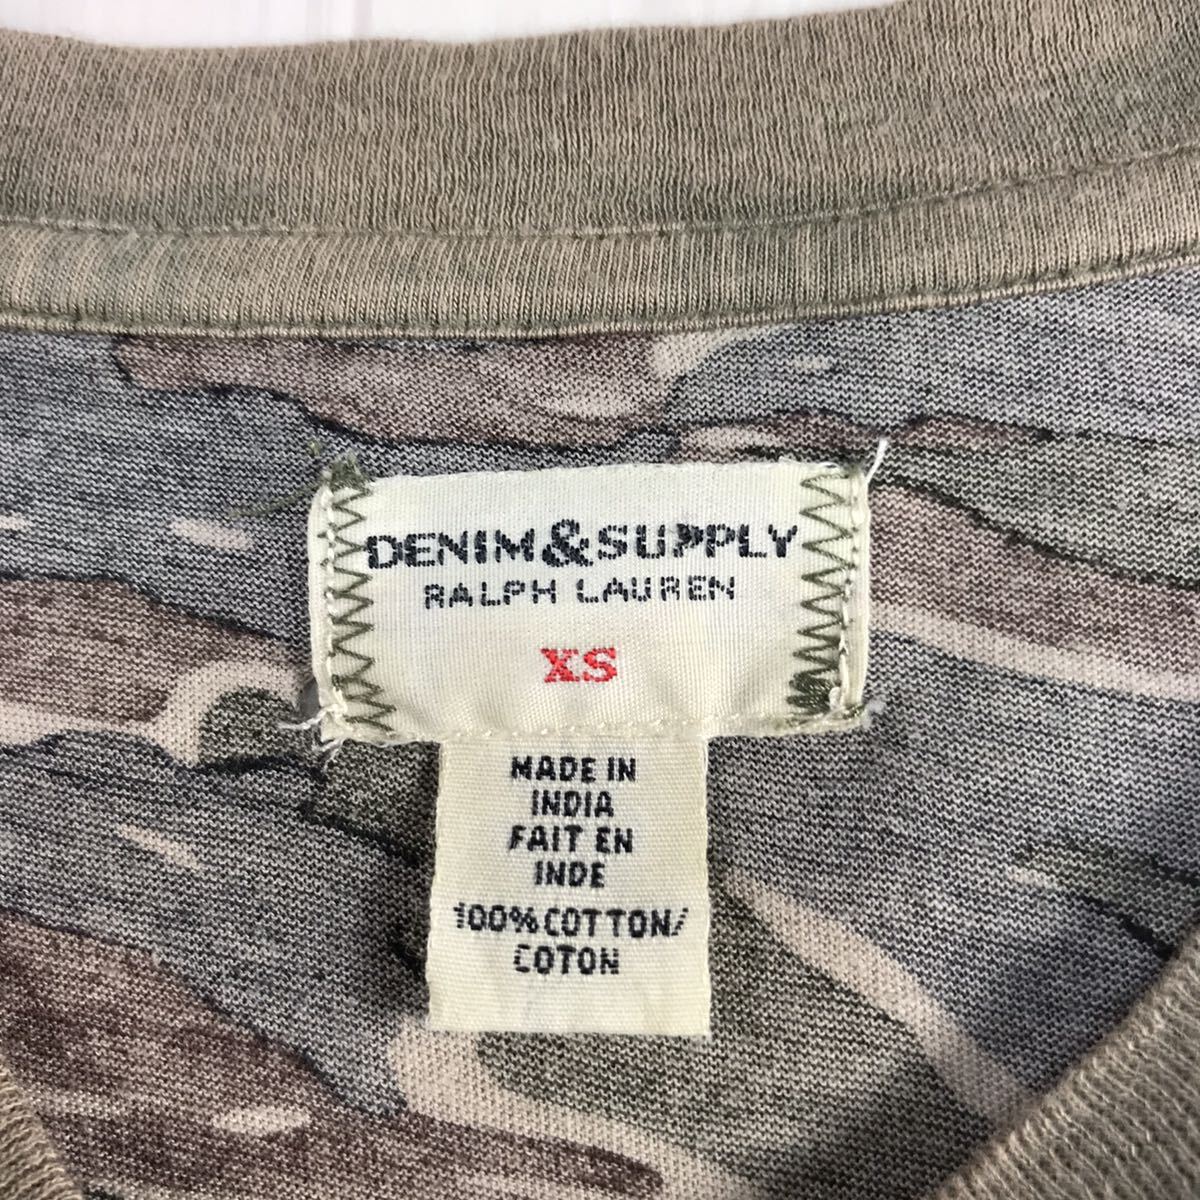 DENIM&SUPPLY
RALPH LAUREN
XS
MADE IN
INDIA
FAIT EN
INDE
100% COTTON/
COTON